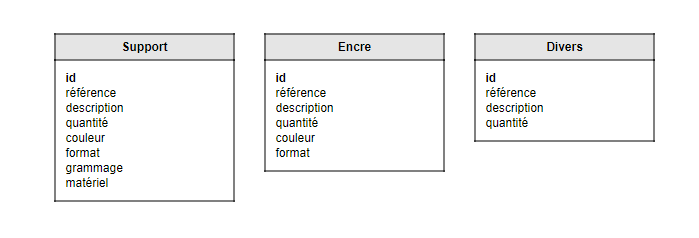 Support
id
référence
description
quantité
couleur
format
grammage
matériel
Encre
id
référence
description
quantité
couleur
format
Divers
id
référence
description
quantité